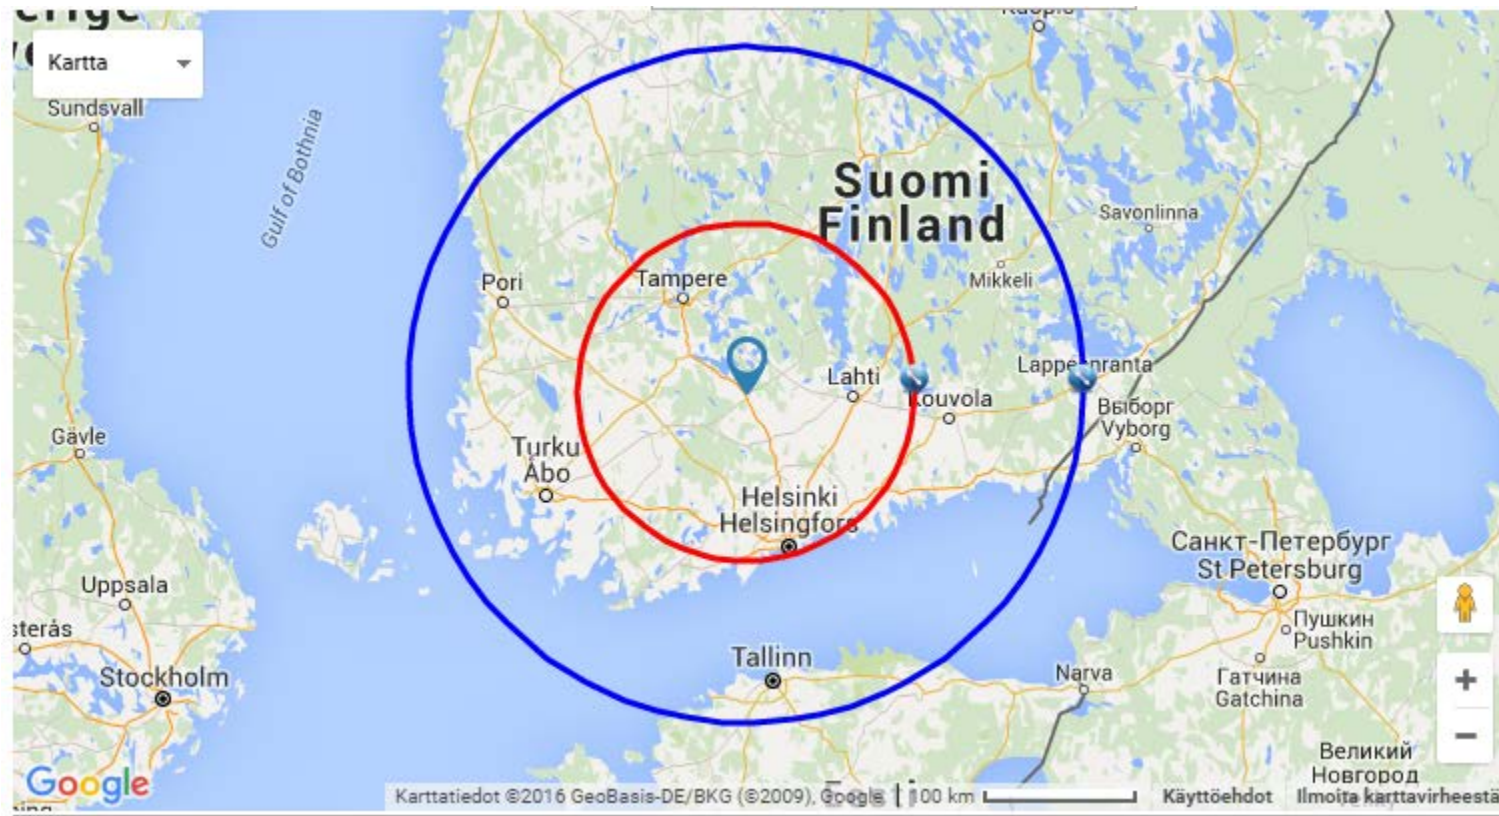 Kartta
Sundsvall
Gulf of Bothnia
Suomi
Finland
Savonlinna
Mikkeli
Pori
Tampere
Lahti
Kouvola
Lappeenranta
Выборг
Vyborg
Gävle
Turku
Åbo
Helsinki
Helsingfors
Санкт-Петербург
St Petersburg
Пушкин
Pushkin
Гатчина
Gatchina
Uppsala
Stockholm
Tallinn
Narva
Великий
Новгород
Google
Karttatiedot ©2016 GeoBasis-DE/BKG (©2009), Google
100 km
Käyttöehdot
Ilmoita karttavirheestä